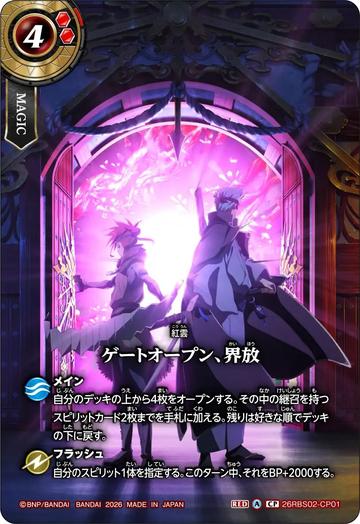 4
MAGIC
紅雲
ゲートオープン、界放
メイン
自分のデッキの上から4枚をオープンする。その中の継召を持つ
スピリットカード2枚までを手札に加える。残りは好きな順でデッキ
の下に戻す。
フラッシュ
自分のスピリット1体を指定する。このターン中、それをBP+2000する。
©BNP/BANDAI BANDAI 2026 MADE IN JAPAN RED A CP 26RBS02-CP01